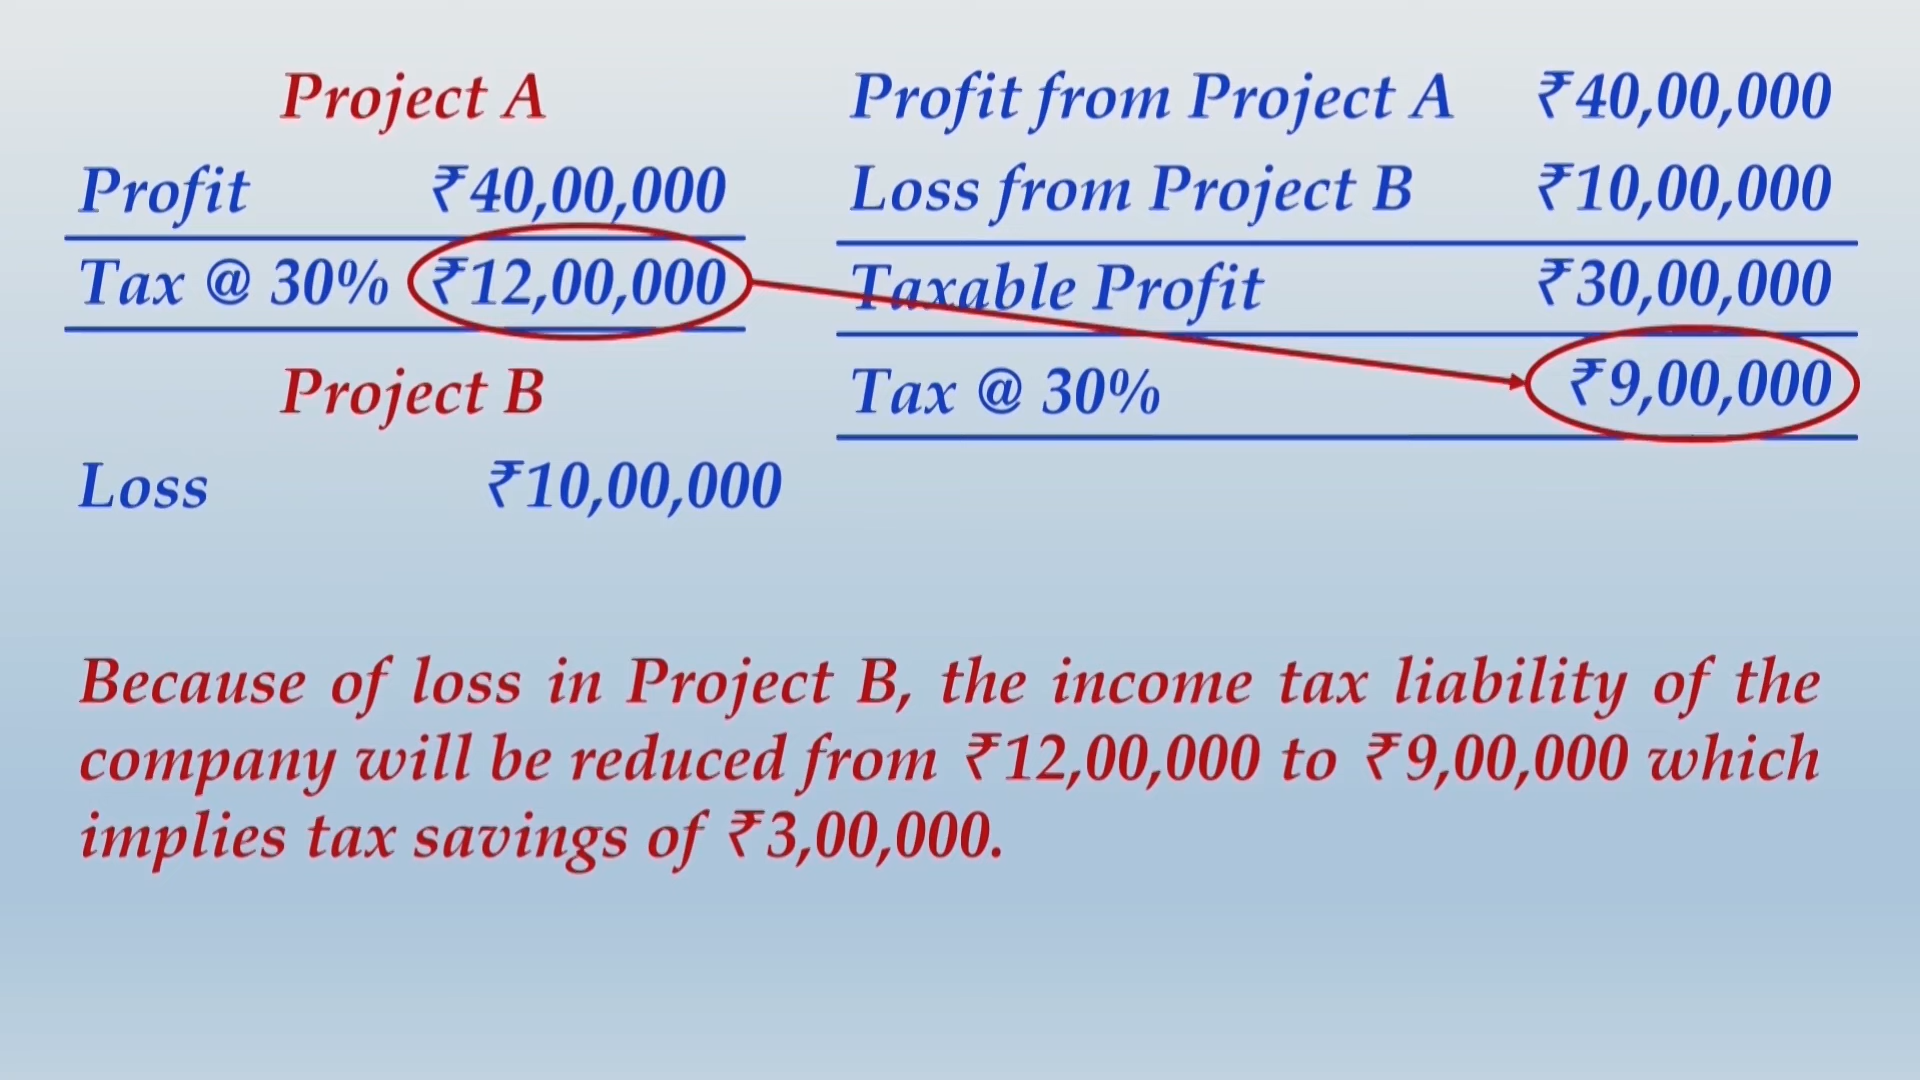 Project A
Profit ₹40,00,000
Tax @ 30% ₹12,00,000
Project B
Loss ₹10,00,000
Profit from Project A ₹40,00,000
Loss from Project B ₹10,00,000
Taxable Profit ₹30,00,000
Tax @ 30% ₹9,00,000
Because of loss in Project B, the income tax liability of the
company will be reduced from ₹12,00,000 to ₹9,00,000 which
implies tax savings of ₹3,00,000.